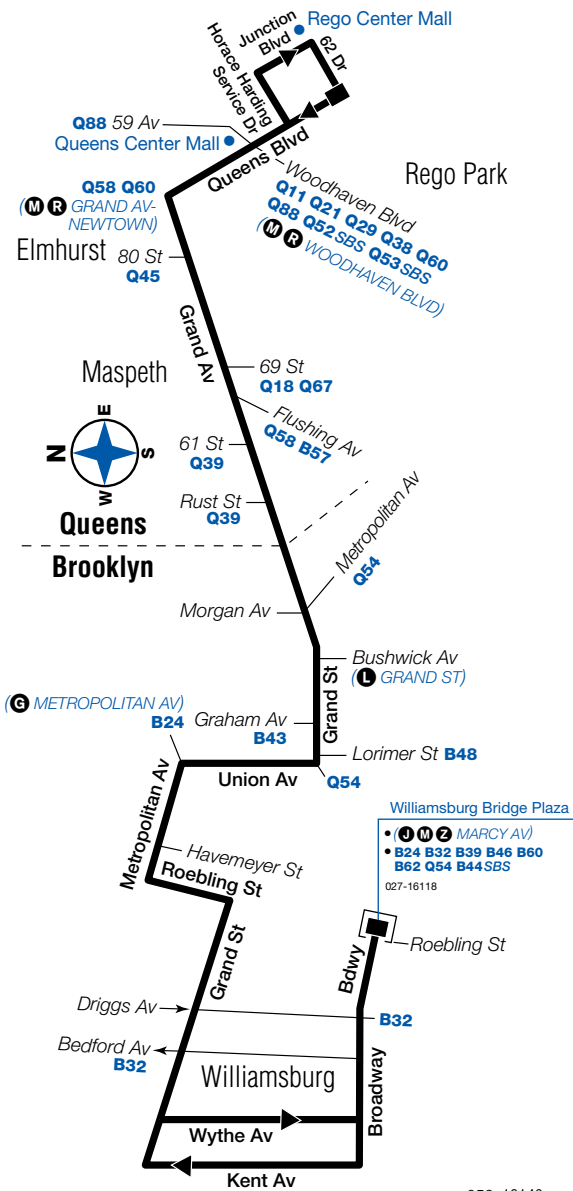 Rego Center Mall
Junction
Blvd
62 Dr
Horace Harding
Service Dr
Q88 59 Av
Queens Center Mall
Queens Blvd
Rego Park
Woodhaven Blvd
Q11 Q21 Q29 Q38 Q60
Q88 Q52SBS Q53SBS
(M R WOODHAVEN BLVD)
Q58 Q60
(M R GRAND AV-
NEWTOWN)
Elmhurst
80 St
Q45
Grand Av
Maspeth
69 St
Q18 Q67
Flushing Av
Q58 B57
E
N
S
W
61 St
Q39
Rust St
Q39
Queens
Brooklyn
Metropolitan Av
Q54
Morgan Av
Bushwick Av
(L GRAND ST)
Grand St
(G METROPOLITAN AV)
B24
Graham Av
B43
Lorimer St B48
Union Av
Q54
Metropolitan Av
Williamsburg Bridge Plaza
• (J M Z MARCY AV)
• B24 B32 B39 B46 B60
B62 Q54 B44SBS
027-16118
Havemeyer St
Roebling St
Roebling St
Grand St
Bdwy
Driggs Av
B32
Bedford Av
B32
Williamsburg
Broadway
Wythe Av
Kent Av